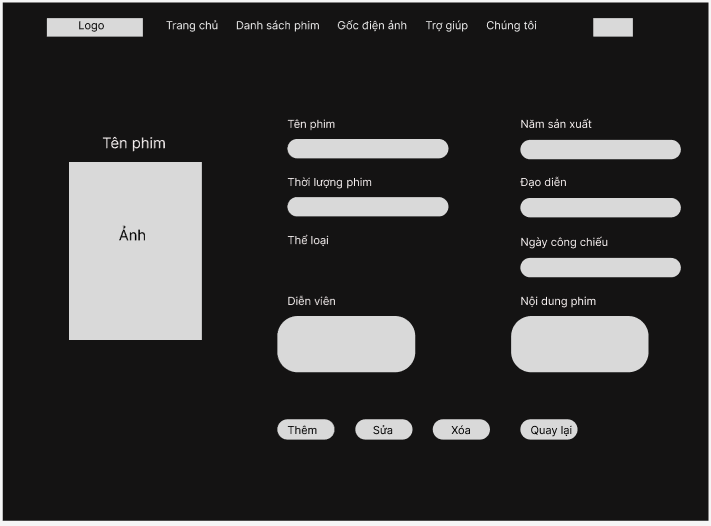 Logo
Trang chủ
Danh sách phim
Gốc điện ảnh
Trợ giúp
Chúng tôi
Tên phim
Ảnh
Tên phim
Năm sản xuất
Thời lượng phim
Đạo diễn
Thể loại
Ngày công chiếu
Diễn viên
Nội dung phim
Thêm
Sửa
Xóa
Quay lại